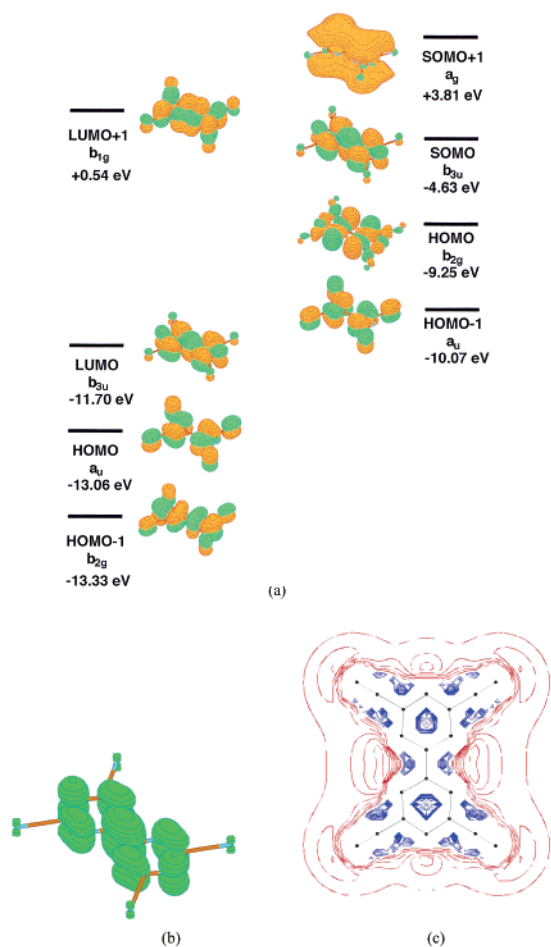 LUMO+1
b1g
+0.54 eV
LUMO
b3u
-11.70 eV
HOMO
au
-13.06 eV
HOMO-1
b2g
-13.33 eV
SOMO+1
ag
+3.81 eV
SOMO
b3u
-4.63 eV
HOMO
b2g
-9.25 eV
HOMO-1
au
-10.07 eV
(a)
(b)
(c)